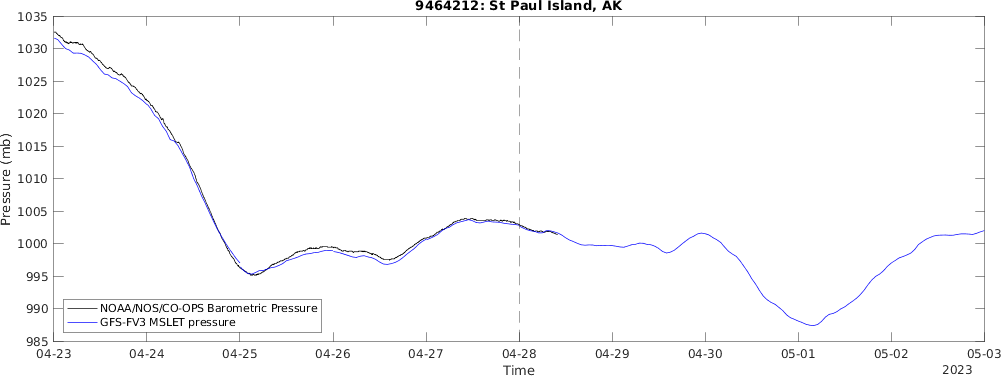 9464212: St Paul Island, AK
1035
1030
1025
1020
1015
1010
1005
1000
995
990
985
Pressure (mb)
NOAA/NOS/CO-OPS Barometric Pressure
GFS-FV3 MSLET pressure
04-23 04-24 04-25 04-26 04-27 04-28 04-29 04-30 05-01 05-02 05-03
Time
2023